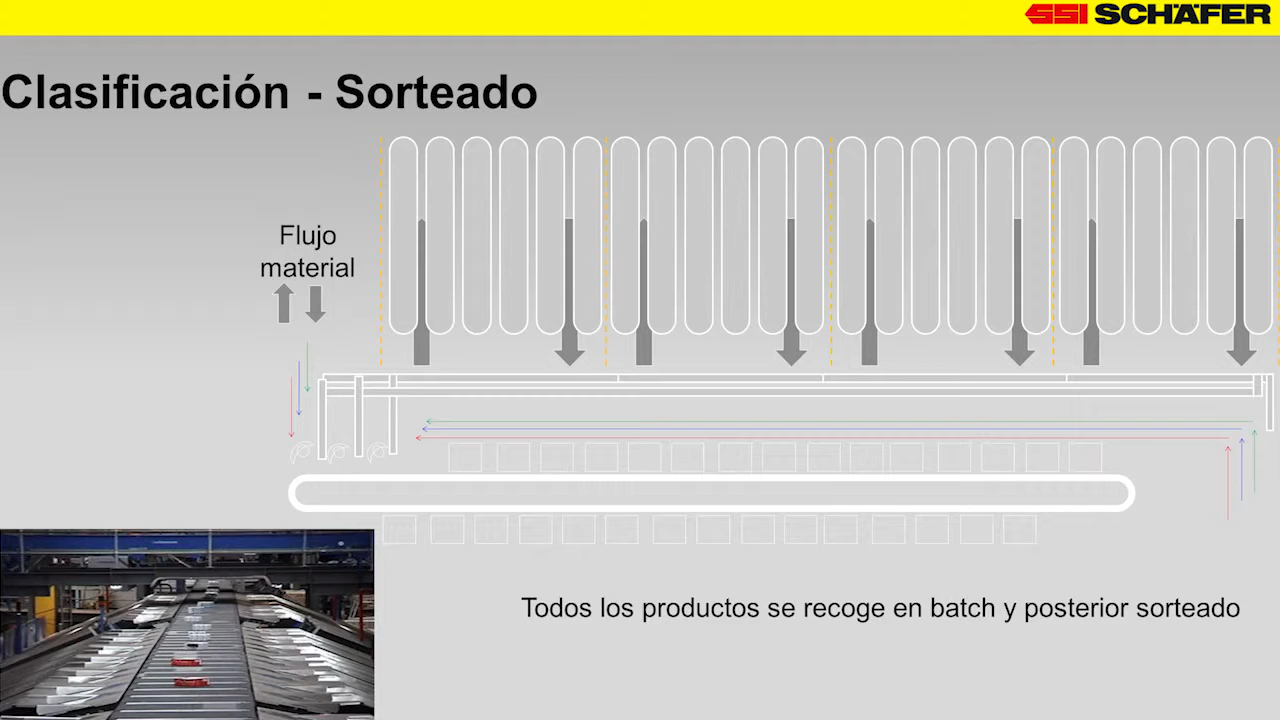 SSI SCHÄFER
Clasificación - Sorteado
Flujo
material
Todos los productos se recoge en batch y posterior sorteado